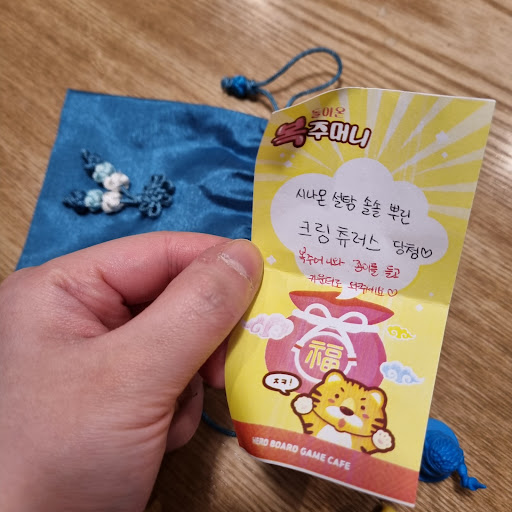 돌아온
복주머니
시나몬 설탕 솔솔 뿌린
크림 츄러스 당첨♡
복주머니와 종이를 들고
카운터로 와주세요♡
福
ㅈㅋ!
HERO BOARD GAME CAFE